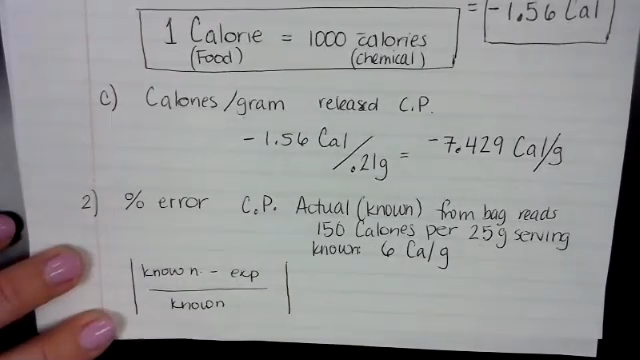 = -1.56 Cal
1 Calorie = 1000 calories
(Food) (chemical)
c) Calories/gram released C.P.
-1.56 Cal/.21g = -7.429 Cal/g
2) % error C.P. Actual (known) from bag reads
150 Calories per 25g serving
known: 6 Ca/g
|known - exp
known|